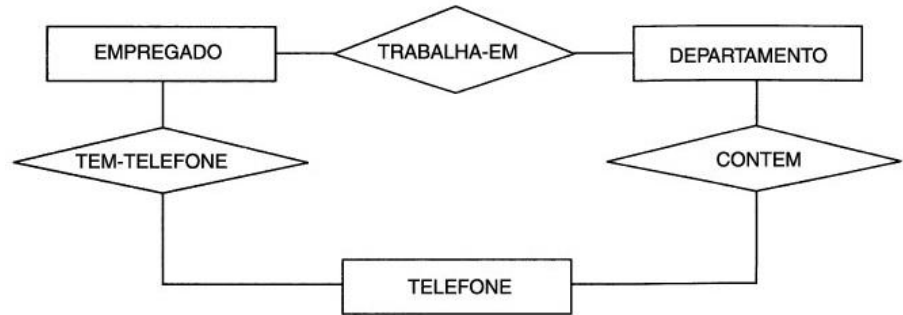 EMPREGADO
TRABALHA-EM
DEPARTAMENTO
TEM-TELEFONE
CONTEM
TELEFONE